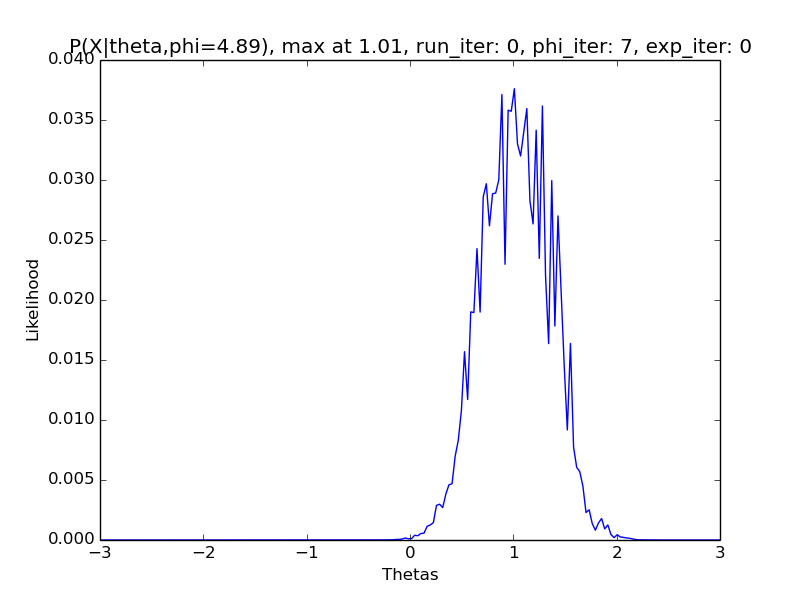 P(X|theta,phi=4.89), max at 1.01, run_iter: 0, phi_iter: 7, exp_iter: 0
0.040
0.035
0.030
0.025
0.020
0.015
0.010
0.005
0.000
Likelihood
−3 −2 −1 0 1 2 3
Thetas